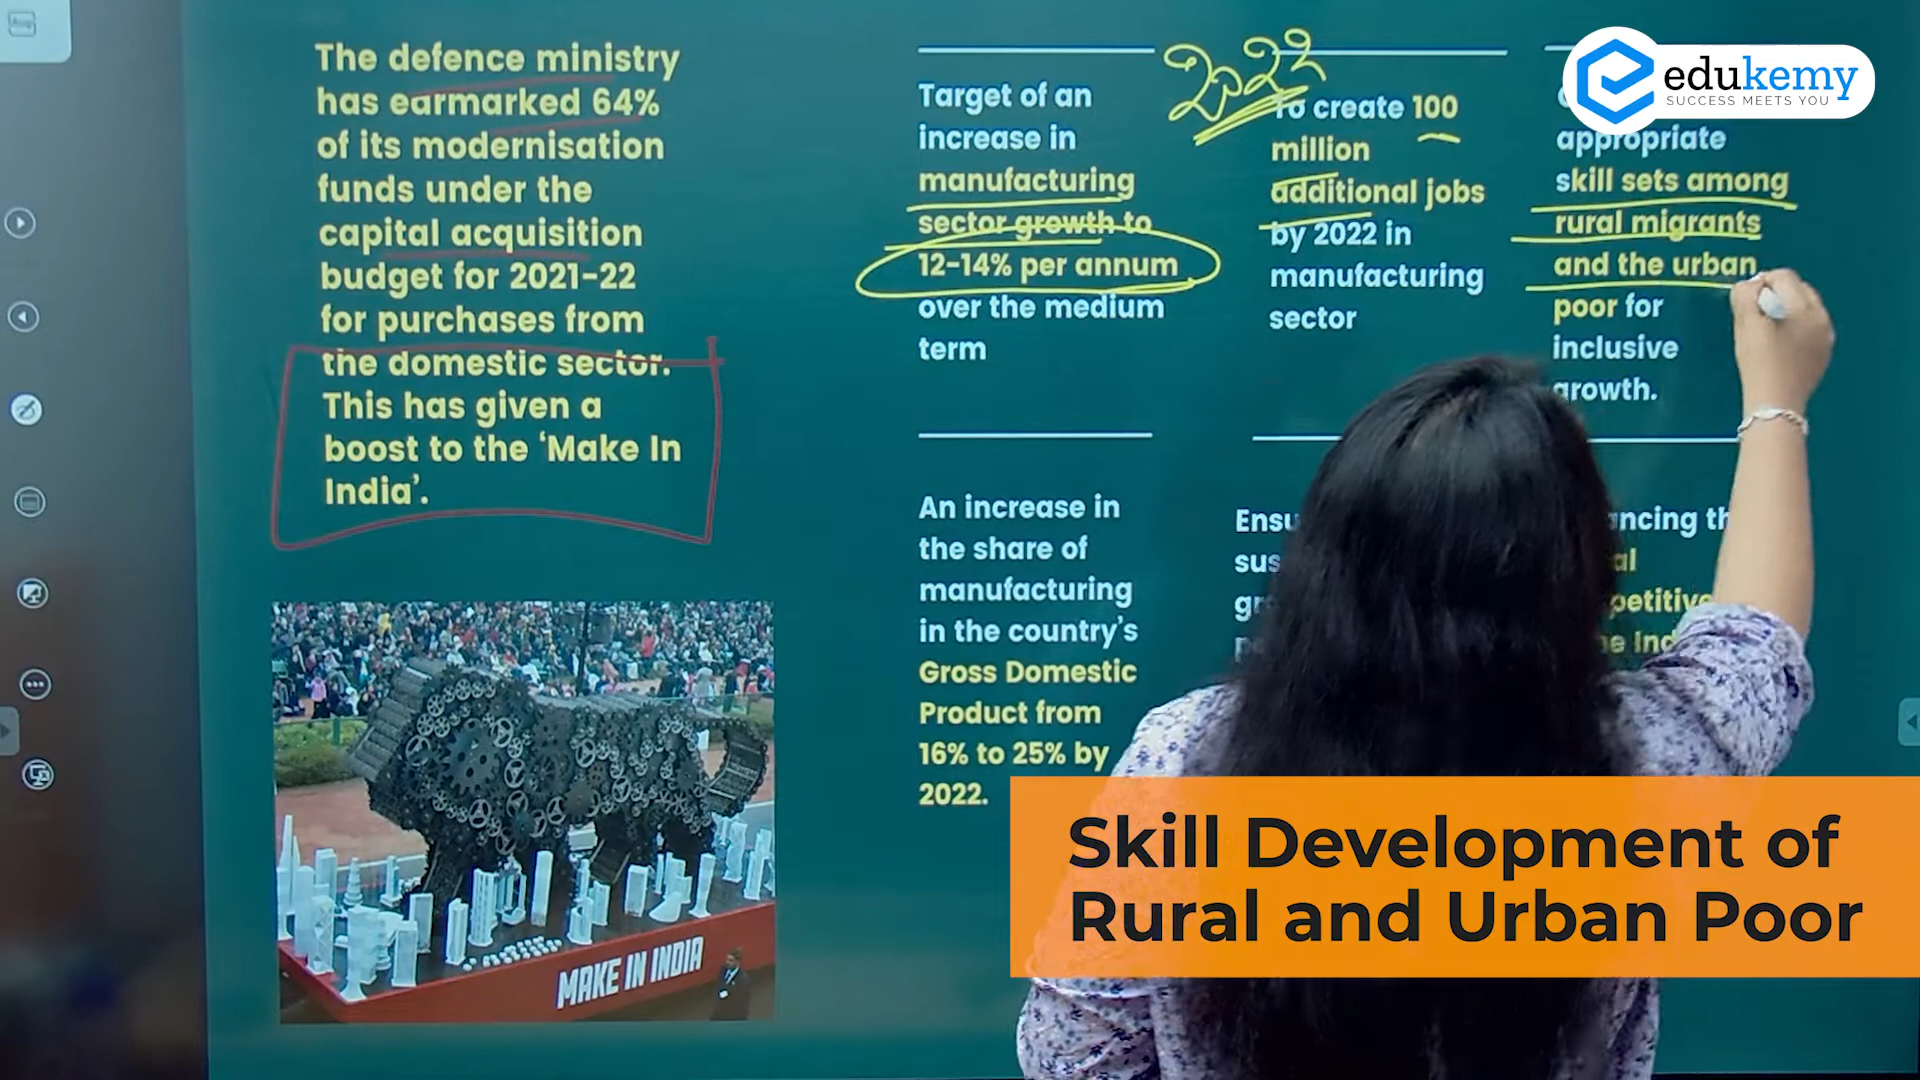 The defence ministry
has earmarked 64%
of its modernisation
funds under the
capital acquisition
budget for 2021-22
for purchases from
the domestic sector.
This has given a
boost to the ‘Make In
India’.
MAKE IN INDIA
Target of an
increase in
manufacturing
sector growth to
12-14% per annum
over the medium
term
2022
To create 100
million
additional jobs
by 2022 in
manufacturing
sector
appropriate
skill sets among
rural migrants
and the urban
poor for
inclusive
growth.
An increase in
the share of
manufacturing
in the country’s
Gross Domestic
Product from
16% to 25% by
2022.
edukemy
SUCCESS MEETS YOU
Skill Development of
Rural and Urban Poor